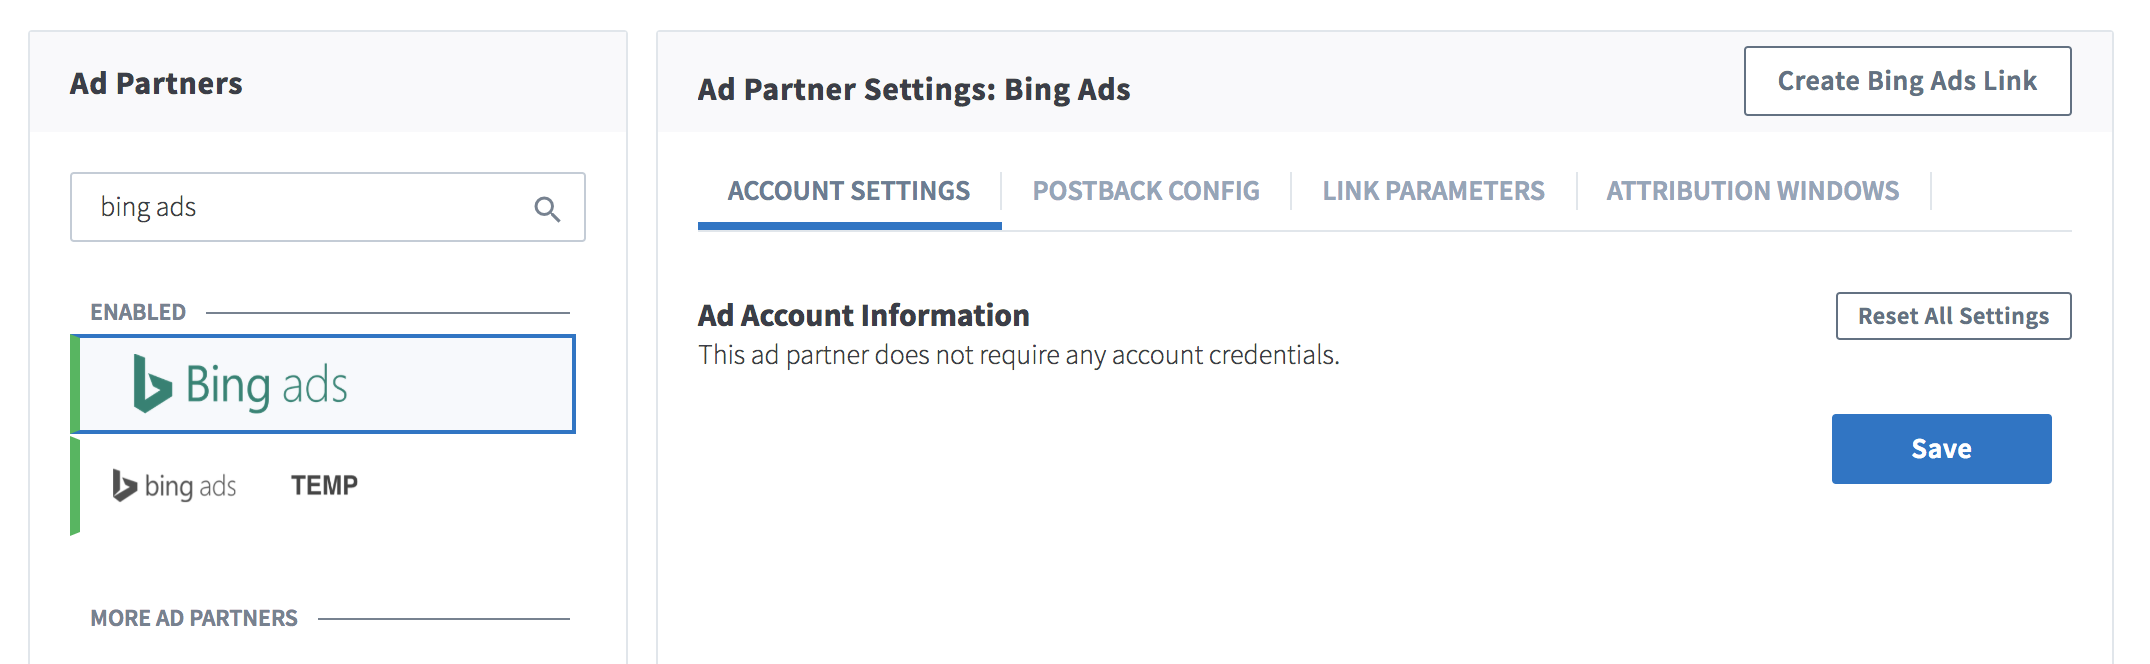 Ad Partners
bing ads
ENABLED
Bing ads
bing ads TEMP
MORE AD PARTNERS
Ad Partner Settings: Bing Ads
Create Bing Ads Link
ACCOUNT SETTINGS
POSTBACK CONFIG
LINK PARAMETERS
ATTRIBUTION WINDOWS
Ad Account Information
Reset All Settings
This ad partner does not require any account credentials.
Save